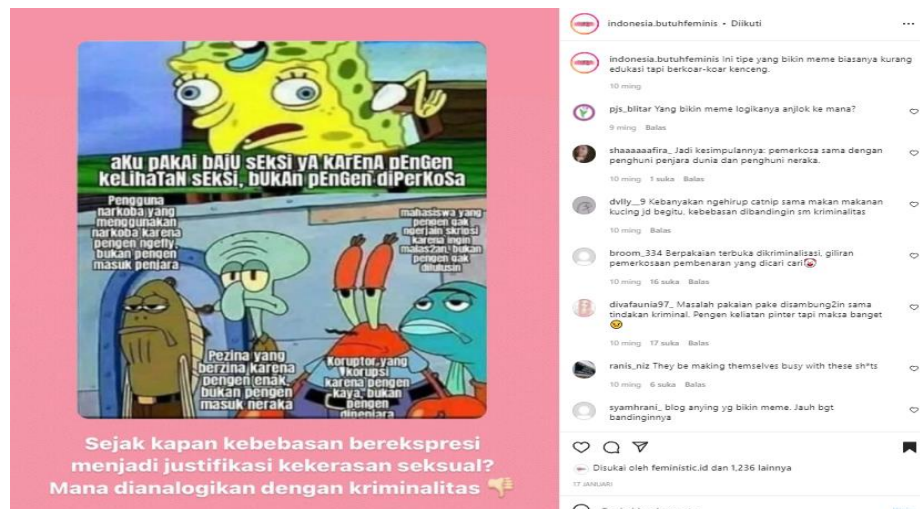 aKu pAKAi bAjU sEKSi yA KArEnA pEnGen
keLihaTaN sEKSi, bUKAn pEnGen diPerKoSa
Pengguna
narkoba yang
menggunakan
narkoba karena
pengen ngefly,
bukan pengen
masuk penjara
mahasiswa yang
pengen gak
ngerjain skripsi
karena ingin
malas2an, bukan
pengen gak
dilulusin
Pezina yang
berzina karena
pengen enak,
bukan pengen
masuk neraka
Koruptor yang
korupsi
karena pengen
kaya, bukan
pengen
dipenjara
Sejak kapan kebebasan berekspresi
menjadi justifikasi kekerasan seksual?
Mana dianalogikan dengan kriminalitas 👎
indonesia.butuhfeminis • Diikuti
indonesia.butuhfeminis Ini tipe yang bikin meme biasanya kurang
edukasi tapi berkoar-koar kenceng.
10 ming
pjs_blitar Yang bikin meme logikanya anjlok ke mana?
9 ming Balas
shaaaaaafira_ Jadi kesimpulannya: pemerkosa sama dengan
penghuni penjara dunia dan penghuni neraka.
10 ming 1 suka Balas
dvlly__9 Kebanyakan ngehirup catnip sama makan makanan
kucing jd begitu. kebebasan dibandingin sm kriminalitas
10 ming Balas
broom_334 Berpakaian terbuka dikriminalisasi, giliran
pemerkosaan pembenaran yang dicari cari
10 ming 16 suka Balas
divafaunia97_ Masalah pakaian pake disambung2in sama
tindakan kriminal. Pengen keliatan pinter tapi maksa banget
10 ming 17 suka Balas
ranis_niz They be making themselves busy with these sh*ts
10 ming 6 suka Balas
syamhrani_ blog anying yg bikin meme. Jauh bgt
bandinginnya
Disukai oleh feministic.id dan 1,236 lainnya
17 JANUARI